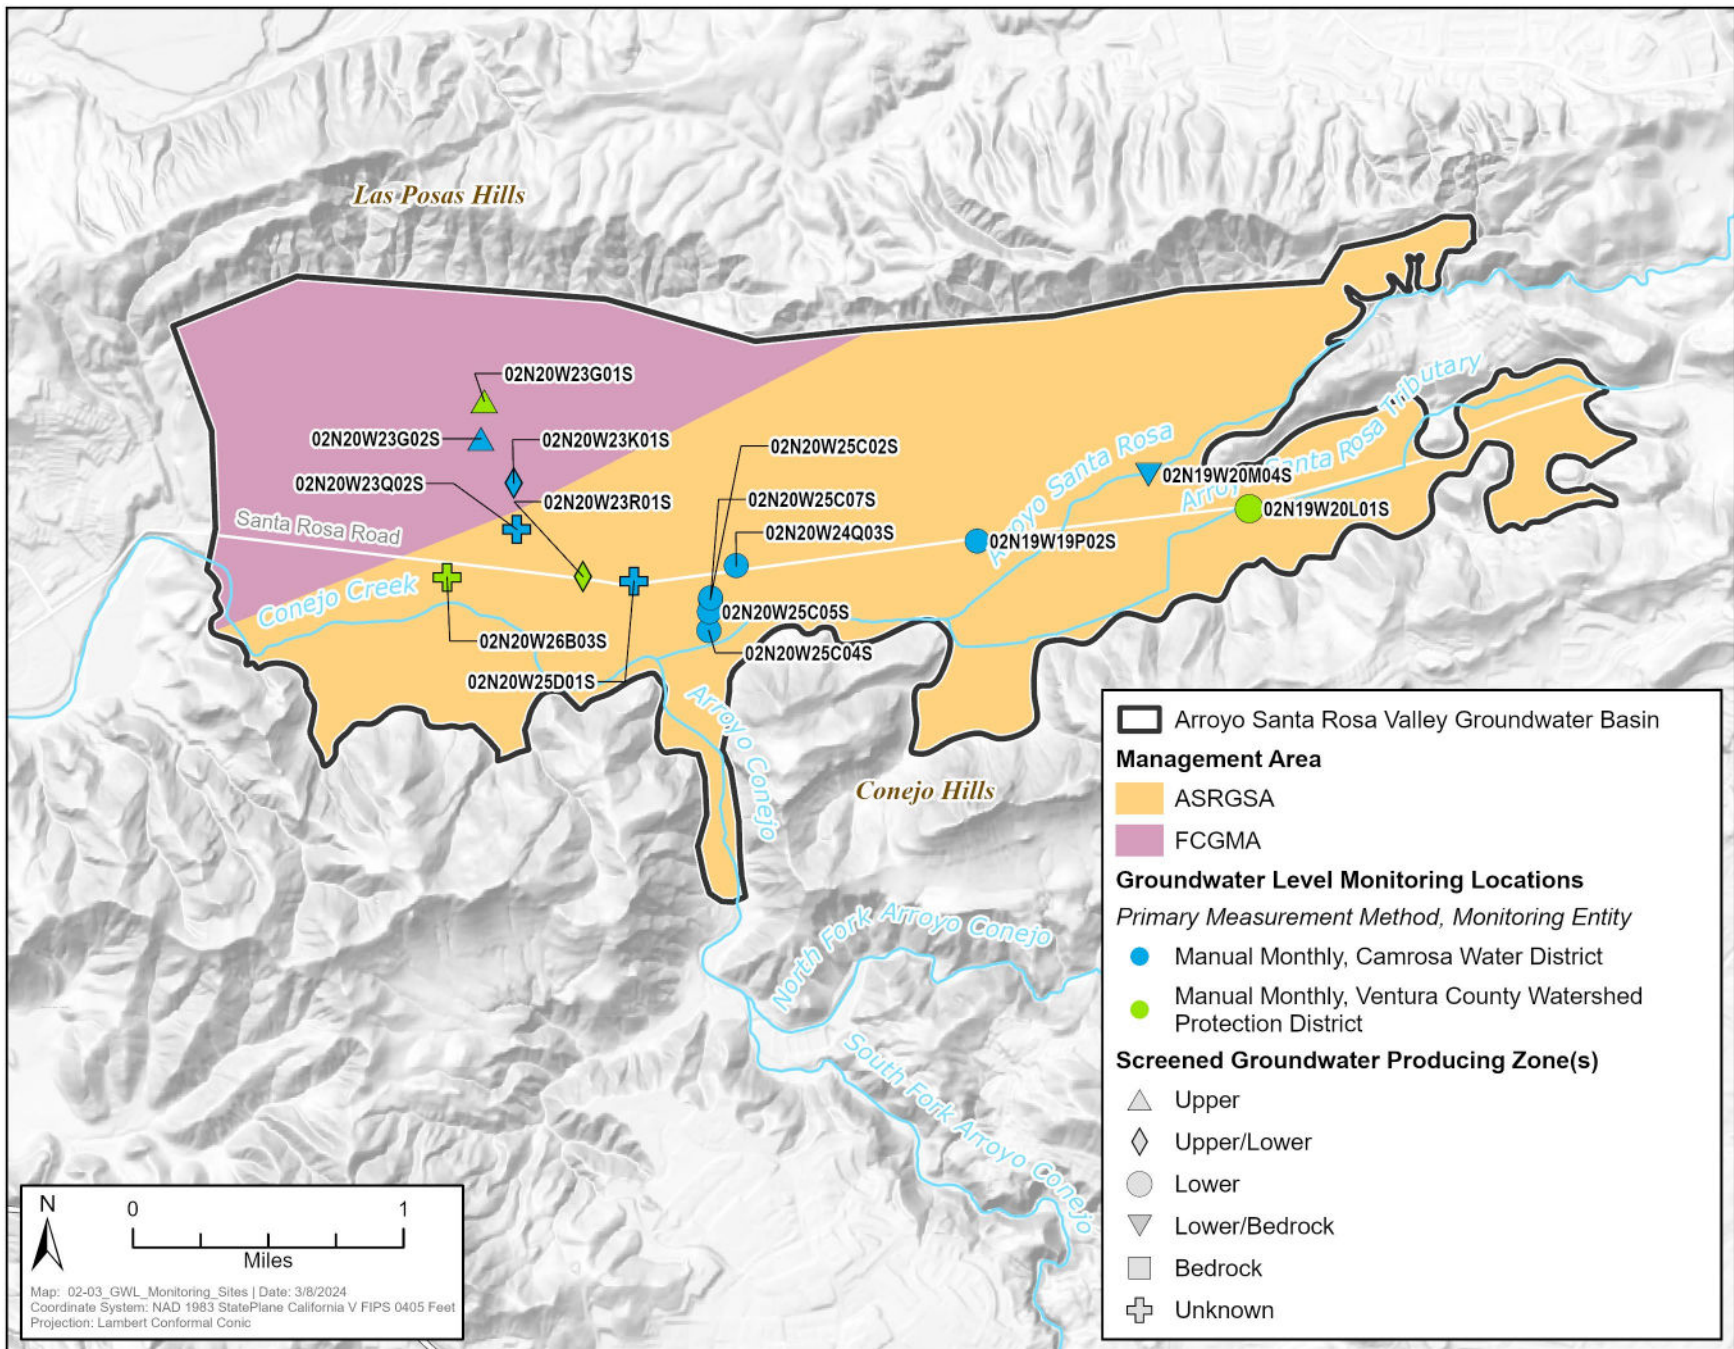 Las Posas Hills
02N20W23G01S
02N20W23G02S
02N20W23K01S
02N20W25C02S
02N20W23Q02S
02N20W23R01S
02N20W25C07S
02N20W24Q03S
Santa Rosa Road
Arroyo Santa Rosa
Arroyo Santa Rosa Tributary
02N19W20M04S
02N19W20L01S
02N19W19P02S
Conejo Creek
02N20W25C05S
02N20W26B03S
02N20W25C04S
02N20W25D01S
Arroyo Conejo
Conejo Hills
North Fork Arroyo Conejo
South Fork Arroyo Conejo
Arroyo Santa Rosa Valley Groundwater Basin
Management Area
ASRGSA
FCGMA
Groundwater Level Monitoring Locations
Primary Measurement Method, Monitoring Entity
Manual Monthly, Camrosa Water District
Manual Monthly, Ventura County Watershed
Protection District
Screened Groundwater Producing Zone(s)
Upper
Upper/Lower
Lower
Lower/Bedrock
Bedrock
Unknown
N
0 1
Miles
Map: 02-03_GWL_Monitoring_Sites | Date: 3/8/2024
Coordinate System: NAD 1983 StatePlane California V FIPS 0405 Feet
Projection: Lambert Conformal Conic